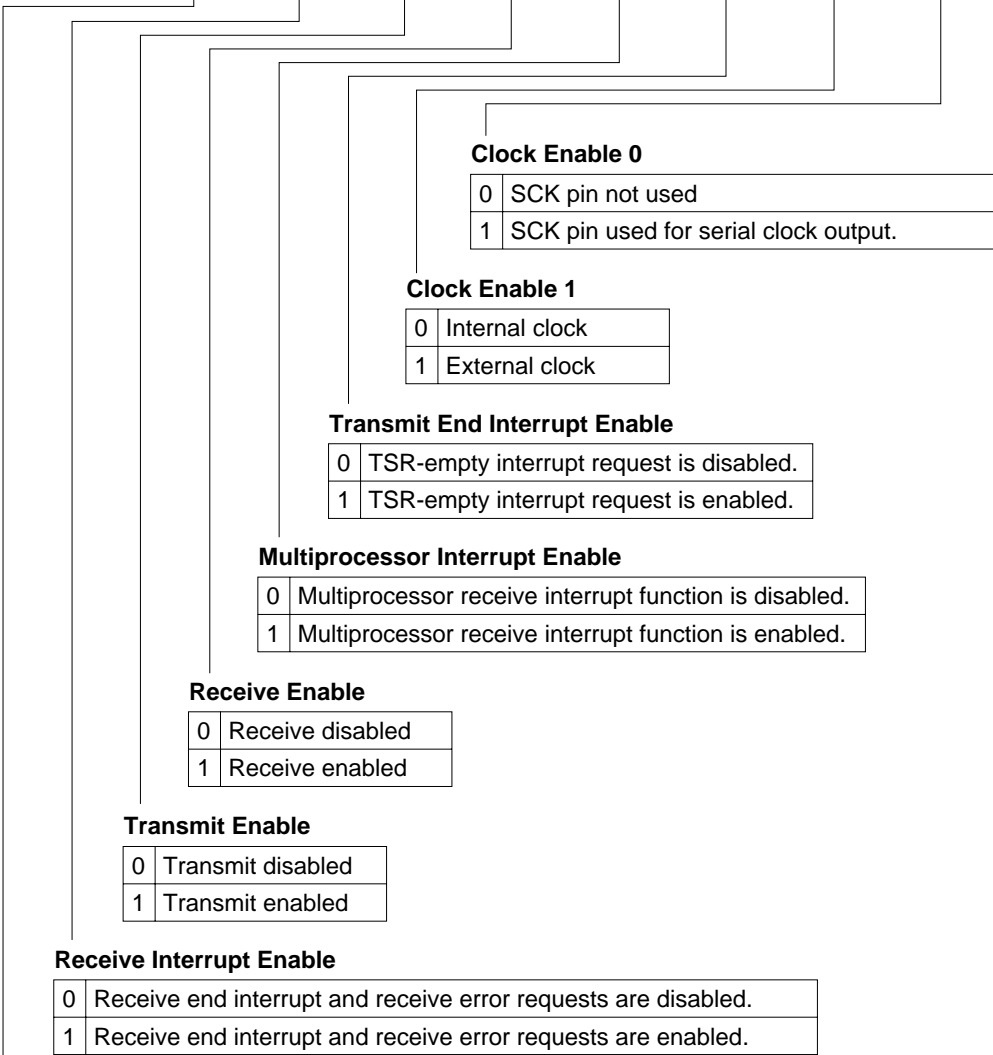 Clock Enable 0
0 SCK pin not used
1 SCK pin used for serial clock output.
Clock Enable 1
0 Internal clock
1 External clock
Transmit End Interrupt Enable
0 TSR-empty interrupt request is disabled.
1 TSR-empty interrupt request is enabled.
Multiprocessor Interrupt Enable
0 Multiprocessor receive interrupt function is disabled.
1 Multiprocessor receive interrupt function is enabled.
Receive Enable
0 Receive disabled
1 Receive enabled
Transmit Enable
0 Transmit disabled
1 Transmit enabled
Receive Interrupt Enable
0 Receive end interrupt and receive error requests are disabled.
1 Receive end interrupt and receive error requests are enabled.